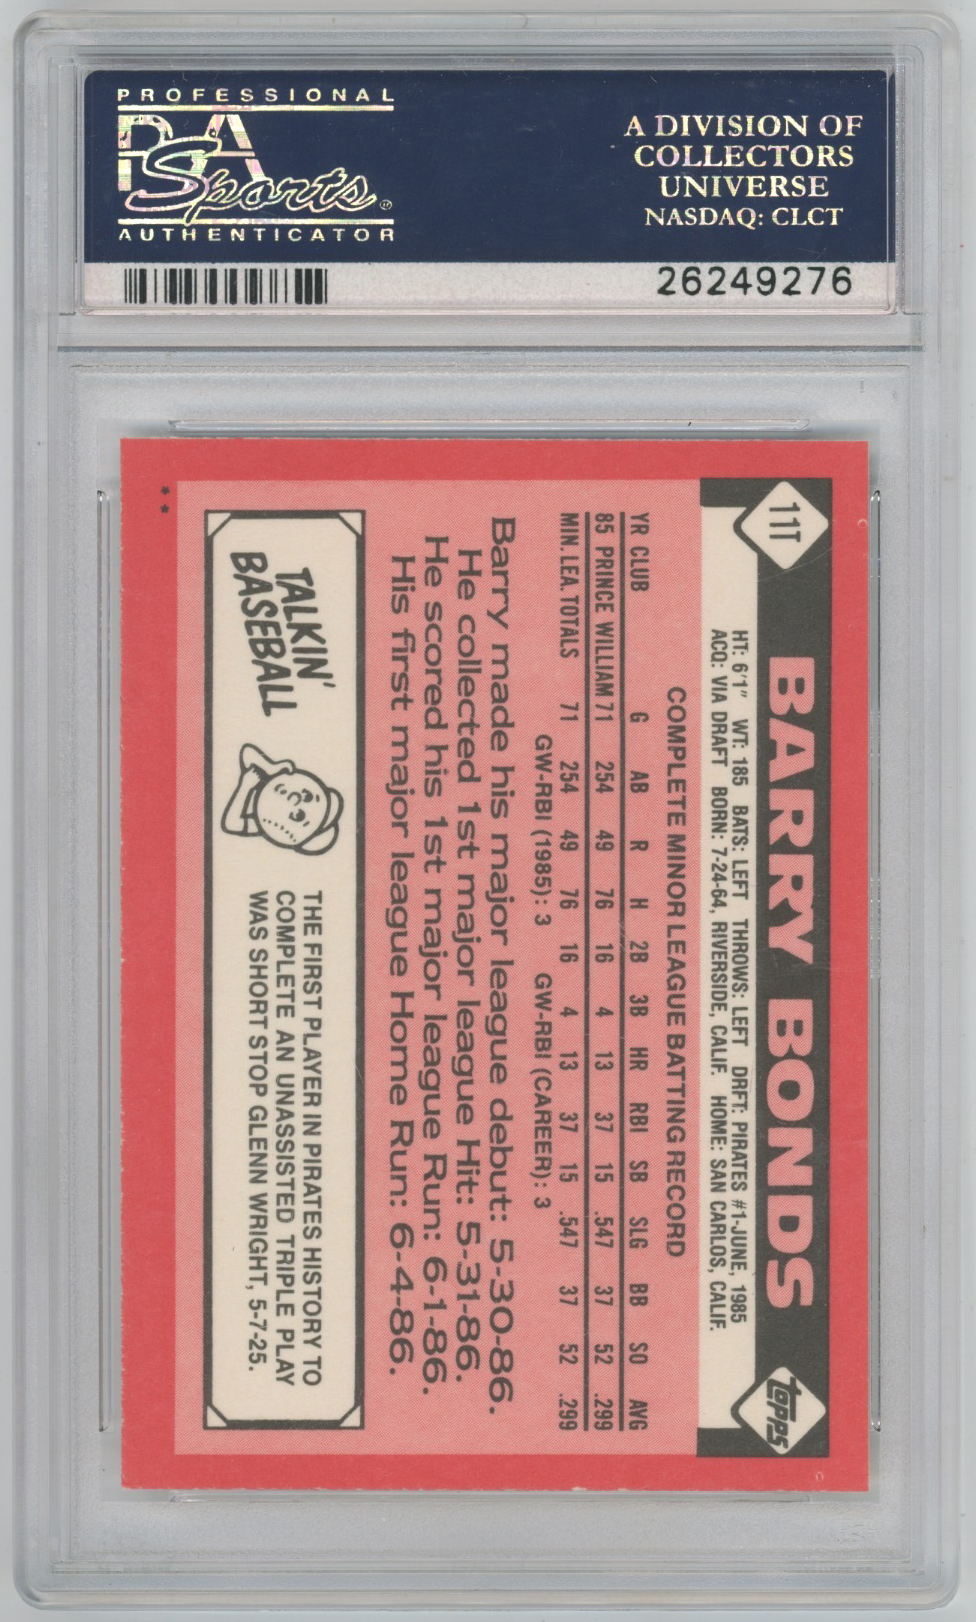 PROFESSIONAL
PSA
Sports
AUTHENTICATOR
A DIVISION OF
COLLECTORS
UNIVERSE
NASDAQ: CLCT
26249276
11T
BARRY BONDS
topps
HT: 6'1" WT: 185 BATS: LEFT THROWS: LEFT DRFT: PIRATES #1-JUNE, 1985
ACQ: VIA DRAFT BORN: 7-24-64, RIVERSIDE, CALIF. HOME: SAN CARLOS, CALIF.
COMPLETE MINOR LEAGUE BATTING RECORD
YR CLUB G AB R H 2B 3B HR RBI SB SLG BB SO AVG
85 PRINCE WILLIAM 71 254 49 76 16 4 13 37 15 .547 37 52 .299
MIN. LEA. TOTALS 71 254 49 76 16 4 13 37 15 .547 37 52 .299
GW-RBI (1985): 3 GW-RBI (CAREER): 3
Barry made his major league debut: 5-30-86.
He collected 1st major league Hit: 5-31-86.
He scored his 1st major league Run: 6-1-86.
His first major league Home Run: 6-4-86.
TALKIN'
BASEBALL
THE FIRST PLAYER IN PIRATES HISTORY TO
COMPLETE AN UNASSISTED TRIPLE PLAY
WAS SHORTSTOP GLENN WRIGHT, 5-7-25.
**